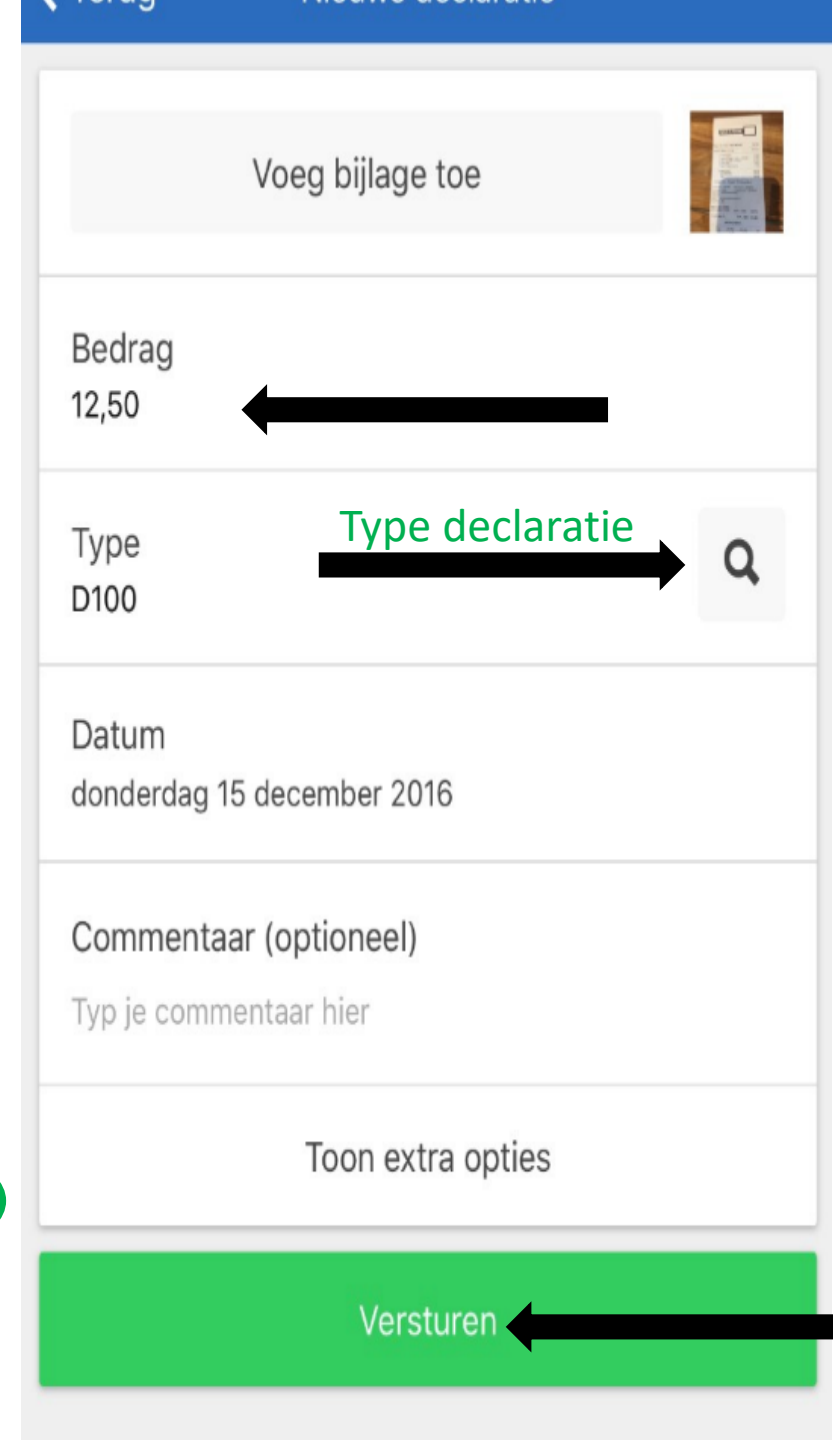 Voeg bijlage toe
Bedrag
12,50
Type declaratie
Type
D100
Datum
donderdag 15 december 2016
Commentaar (optioneel)
Typ je commentaar hier
Toon extra opties
Versturen